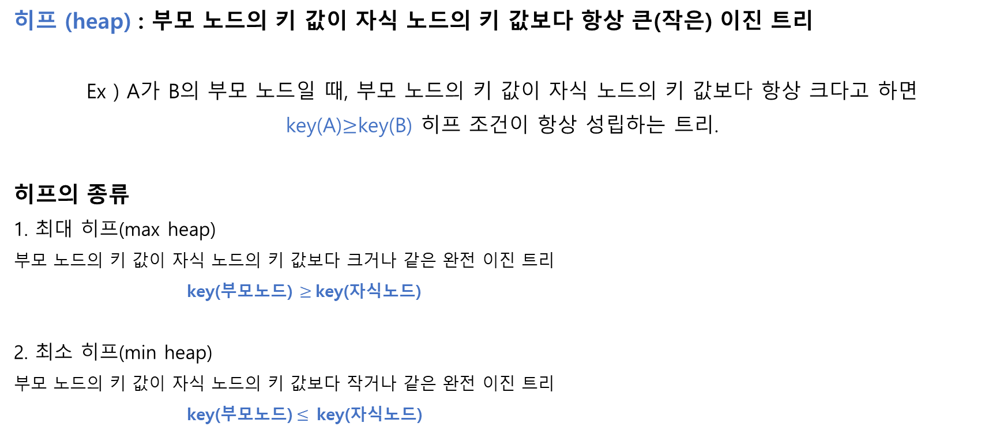 히프 (heap) : 부모 노드의 키 값이 자식 노드의 키 값보다 항상 큰(작은) 이진 트리
Ex ) A가 B의 부모 노드일 때, 부모 노드의 키 값이 자식 노드의 키 값보다 항상 크다고 하면
key(A)≥key(B) 히프 조건이 항상 성립하는 트리.
히프의 종류
1. 최대 히프(max heap)
부모 노드의 키 값이 자식 노드의 키 값보다 크거나 같은 완전 이진 트리
key(부모노드) ≥ key(자식노드)
2. 최소 히프(min heap)
부모 노드의 키 값이 자식 노드의 키 값보다 작거나 같은 완전 이진 트리
key(부모노드) ≤ key(자식노드)